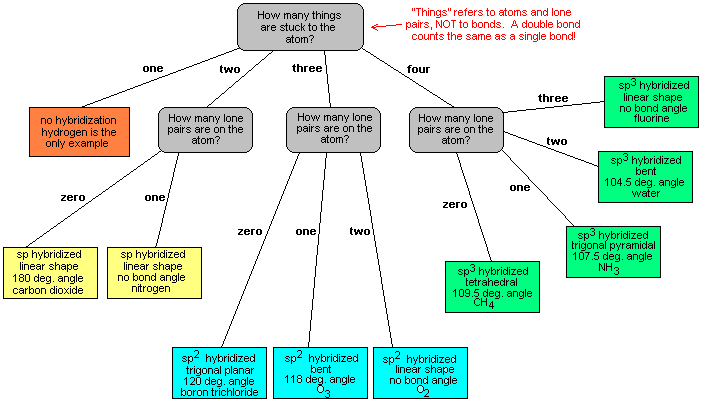 How many things
are stuck to the
atom?
"Things" refers to atoms and lone
pairs, NOT to bonds. A double bond
counts the same as a single bond!
one
two
three
four
no hybridization
hydrogen is the
only example
How many lone
pairs are on the
atom?
How many lone
pairs are on the
atom?
How many lone
pairs are on the
atom?
three
sp3 hybridized
linear shape
no bond angle
fluorine
two
sp3 hybridized
bent
104.5 deg. angle
water
one
sp3 hybridized
trigonal pyramidal
107.5 deg. angle
NH3
zero
sp3 hybridized
tetrahedral
109.5 deg. angle
CH4
zero
one
sp hybridized
linear shape
180 deg. angle
carbon dioxide
sp hybridized
linear shape
no bond angle
nitrogen
zero
one
two
sp2 hybridized
trigonal planar
120 deg. angle
boron trichloride
sp2 hybridized
bent
118 deg. angle
O3
sp2 hybridized
linear shape
no bond angle
O2